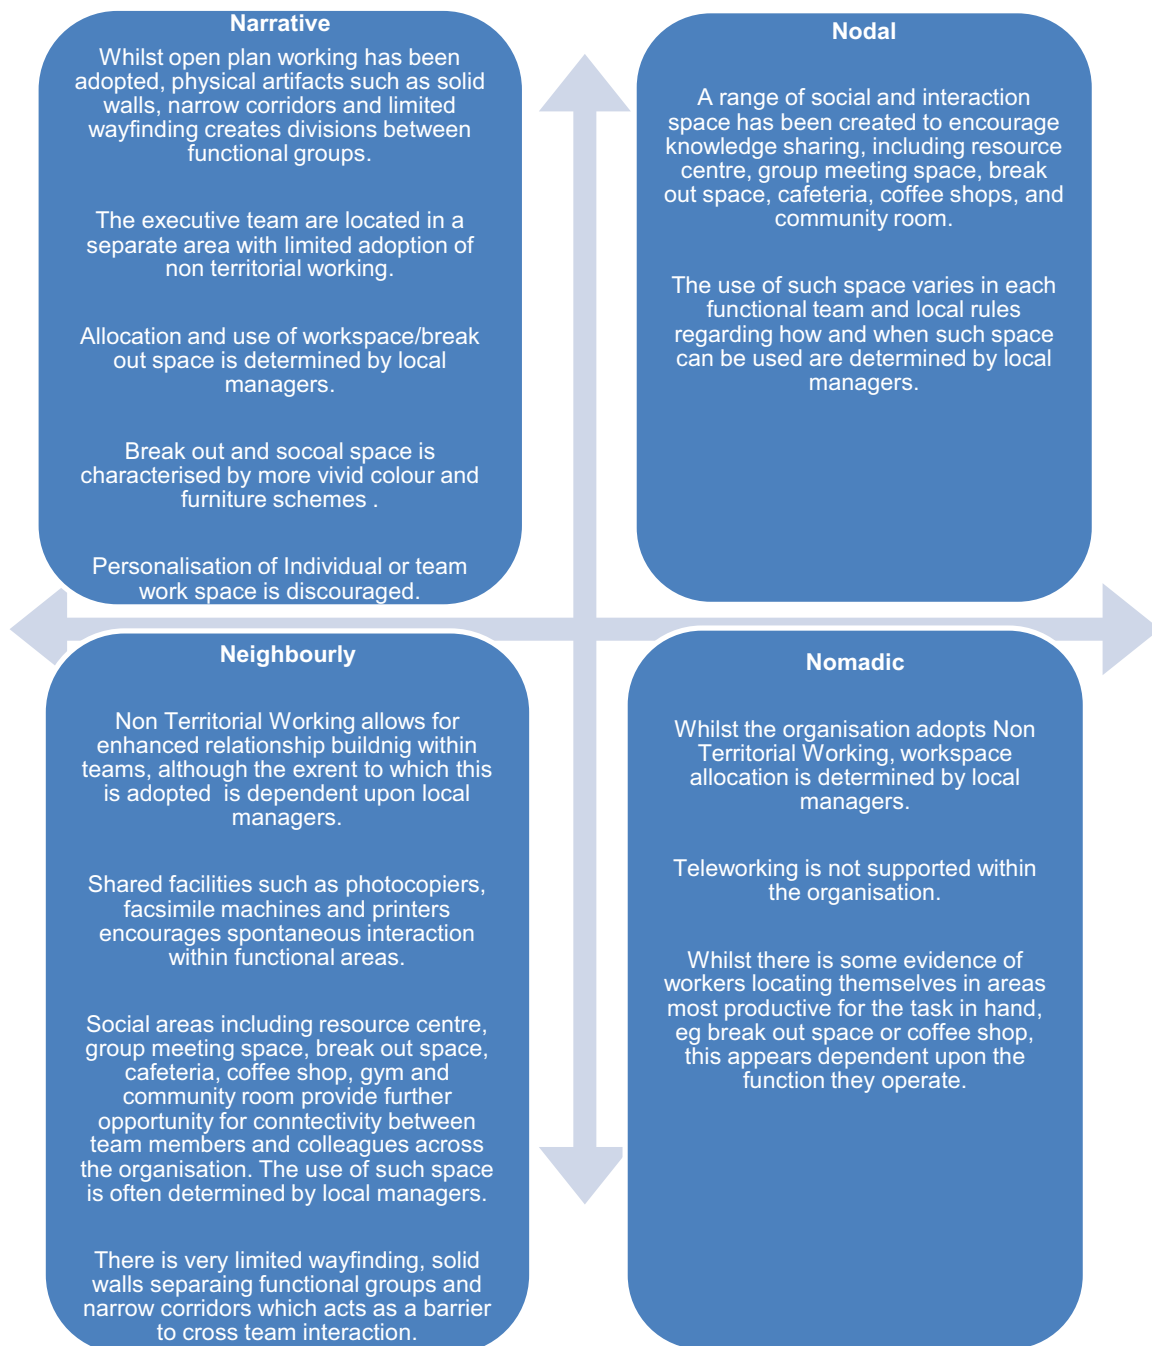 Narrative
Whilst open plan working has been
adopted, physical artifacts such as solid
walls, narrow corridors and limited
wayfinding creates divisions between
functional groups.
The executive team are located in a
separate area with limited adoption of
non territorial working.
Allocation and use of workspace/break
out space is determined by local
managers.
Break out and socoal space is
characterised by more vivid colour and
furniture schemes .
Personalisation of Individual or team
work space is discouraged.
Nodal
A range of social and interaction
space has been created to encourage
knowledge sharing, including resource
centre, group meeting space, break
out space, cafeteria, coffee shops, and
community room.
The use of such space varies in each
functional team and local rules
regarding how and when such space
can be used are determined by local
managers.
Neighbourly
Non Territorial Working allows for
enhanced relationship buildnig within
teams, although the exrent to which this
is adopted  is dependent upon local
managers.
Shared facilities such as photocopiers,
facsimile machines and printers
encourages spontaneous interaction
within functional areas.
Social areas including resource centre,
group meeting space, break out space,
cafeteria, coffee shop, gym and
community room provide further
opportunity for conntectivity between
team members and colleagues across
the organisation. The use of such space
is often determined by local managers.
There is very limited wayfinding, solid
walls separaing functional groups and
narrow corridors which acts as a barrier
to cross team interaction.
Nomadic
Whilst the organisation adopts Non
Territorial Working, workspace
allocation is determined by local
managers.
Teleworking is not supported within
the organisation.
Whilst there is some evidence of
workers locating themselves in areas
most productive for the task in hand,
eg break out space or coffee shop,
this appears dependent upon the
function they operate.